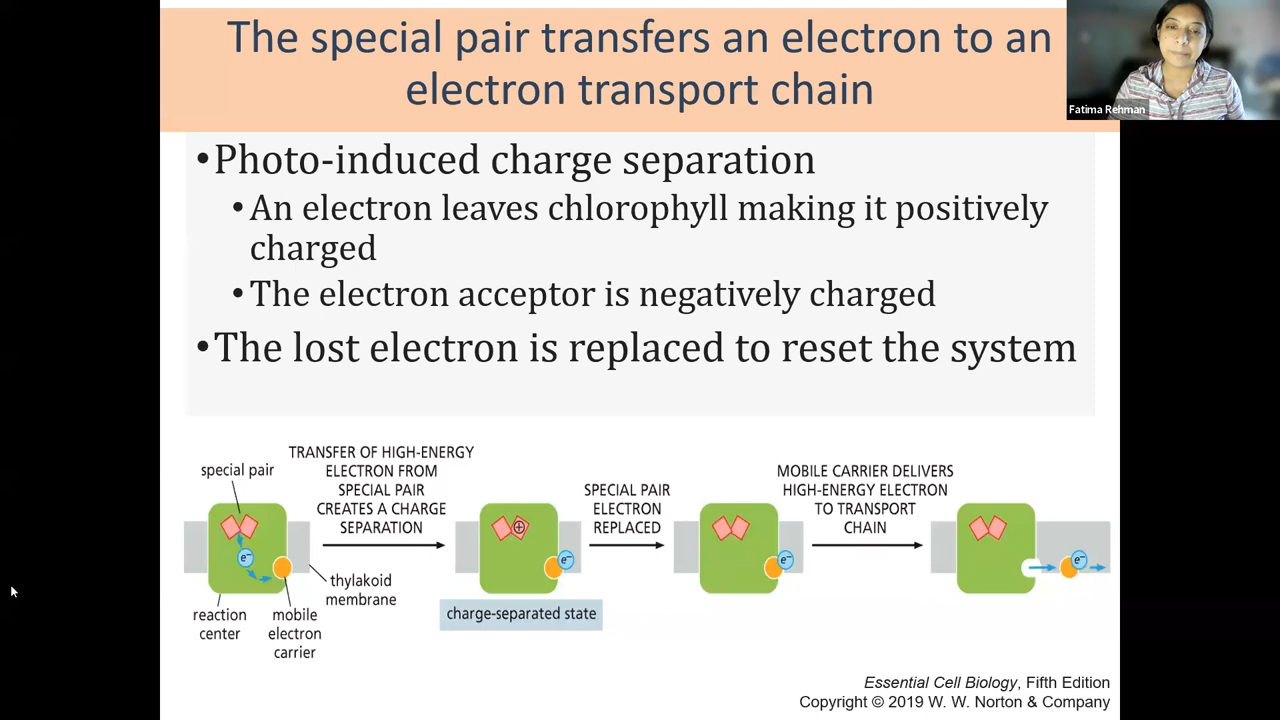 The special pair transfers an electron to an
electron transport chain
Fatima Rehman
•Photo-induced charge separation
•An electron leaves chlorophyll making it positively
charged
•The electron acceptor is negatively charged
•The lost electron is replaced to reset the system
special pair
TRANSFER OF HIGH-ENERGY
ELECTRON FROM
SPECIAL PAIR
CREATES A CHARGE
SEPARATION
SPECIAL PAIR
ELECTRON
REPLACED
MOBILE CARRIER DELIVERS
HIGH-ENERGY ELECTRON
TO TRANSPORT
CHAIN
e⁻
+
e⁻
e⁻
e⁻
reaction
center
mobile
electron
carrier
thylakoid
membrane
charge-separated state
Essential Cell Biology, Fifth Edition
Copyright © 2019 W. W. Norton & Company